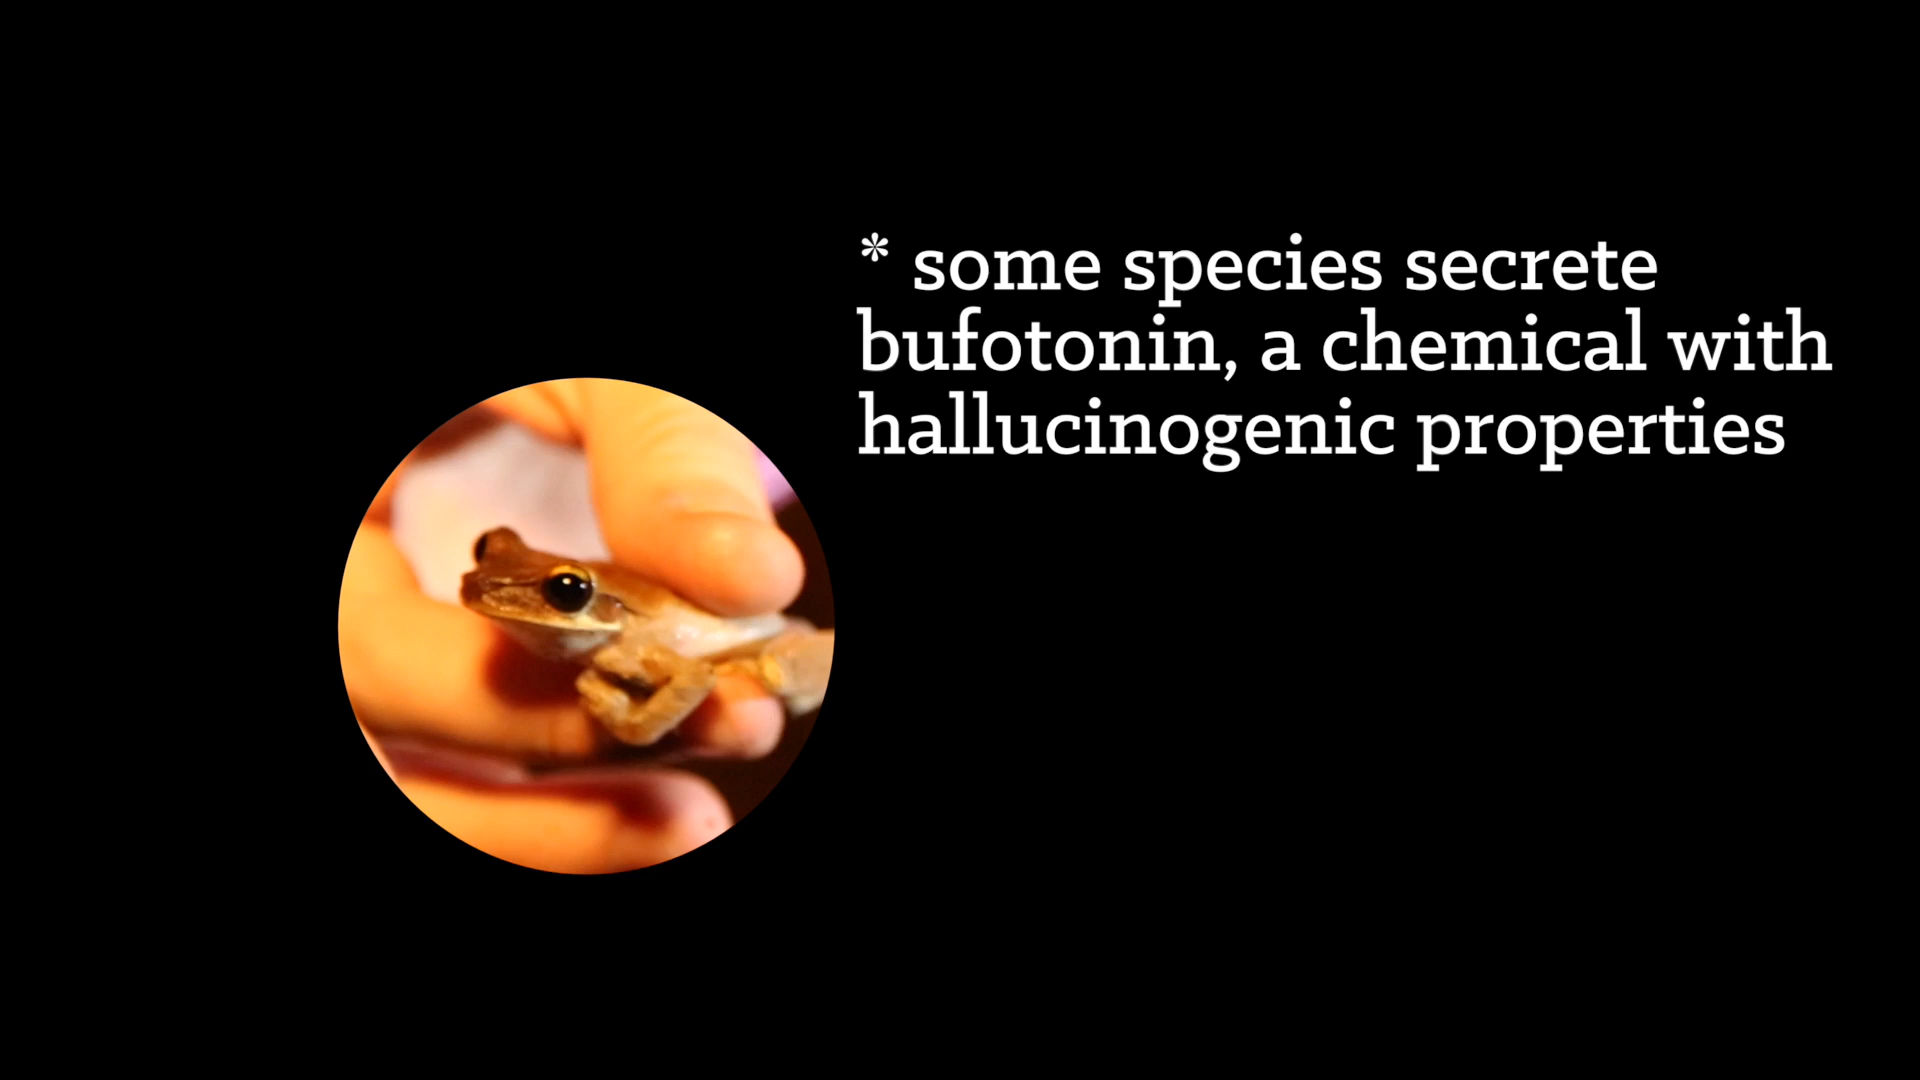 * some species secrete
bufotonin, a chemical with
hallucinogenic properties